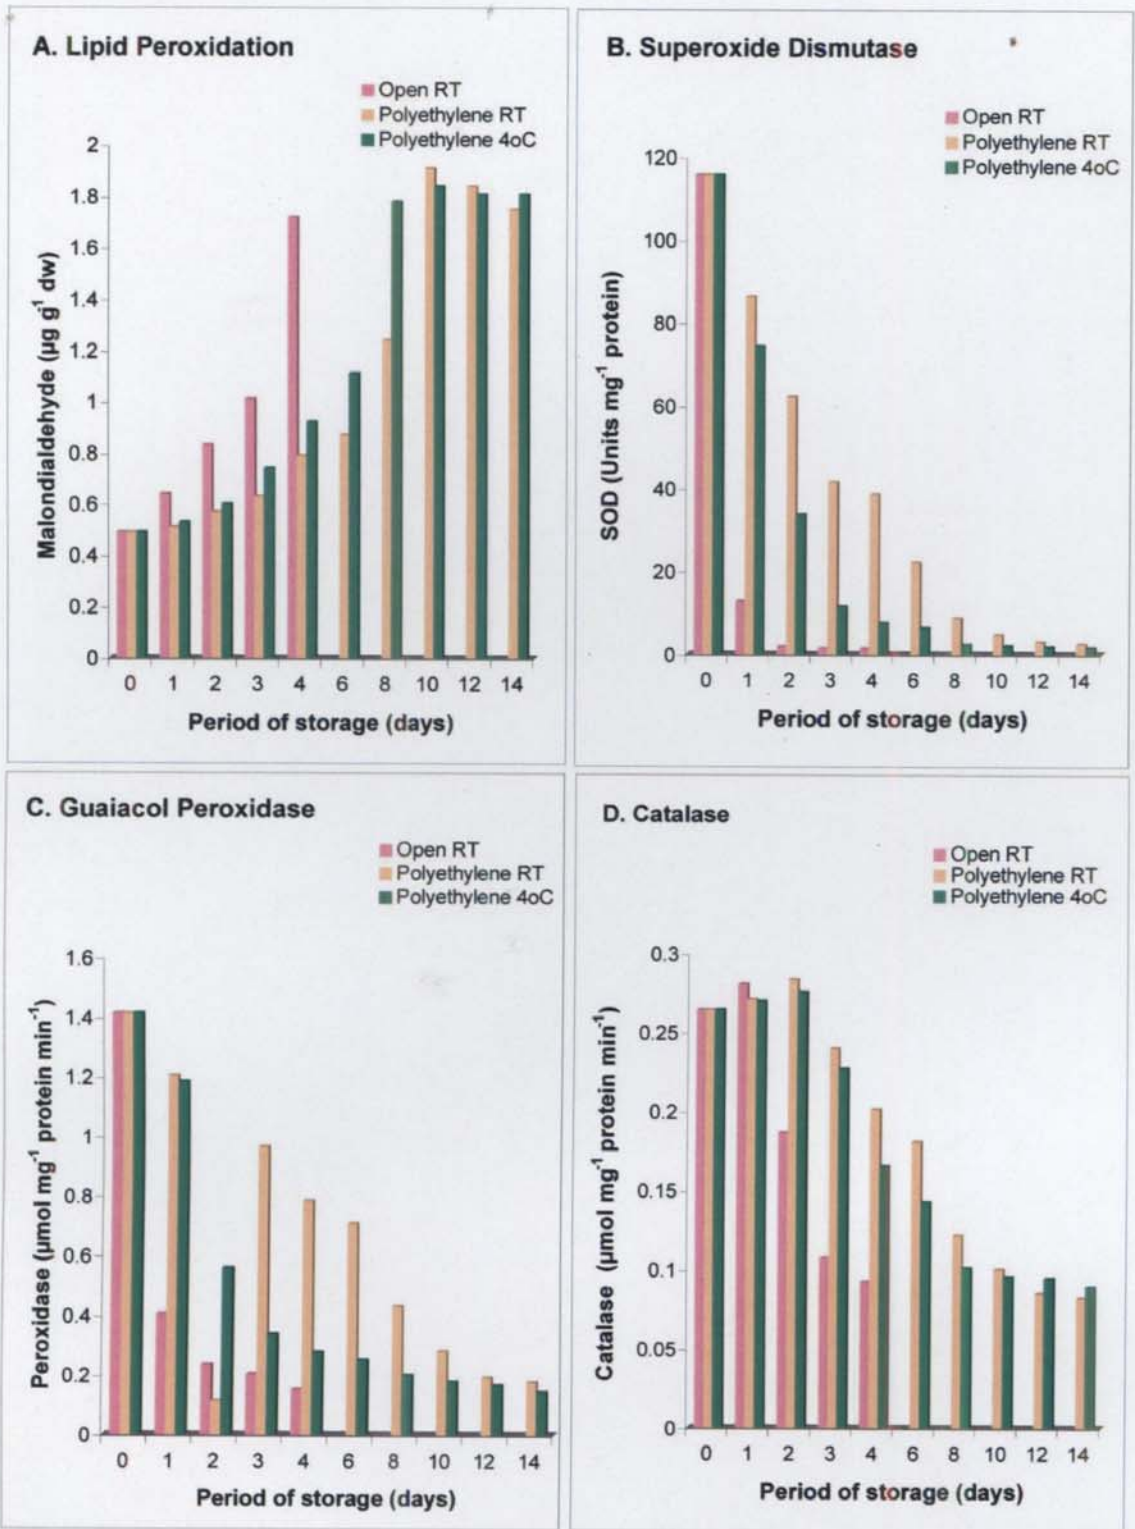 A. Lipid Peroxidation
Open RT
Polyethylene RT
Polyethylene 4oC
Malondialdehyde (µg g¹ dw)
2
1.8
1.6
1.4
1.2
1
0.8
0.6
0.4
0.2
0
0 1 2 3 4 6 8 10 12 14
Period of storage (days)
B. Superoxide Dismutase
Open RT
Polyethylene RT
Polyethylene 4oC
SOD (Units mg⁻¹ protein)
120
100
80
60
40
20
0
0 1 2 3 4 6 8 10 12 14
Period of storage (days)
C. Guaiacol Peroxidase
Open RT
Polyethylene RT
Polyethylene 4oC
Peroxidase (µmol mg⁻¹ protein min⁻¹)
1.6
1.4
1.2
1
0.8
0.6
0.4
0.2
0
0 1 2 3 4 6 8 10 12 14
Period of storage (days)
D. Catalase
Open RT
Polyethylene RT
Polyethylene 4oC
Catalase (µmol mg⁻¹ protein min⁻¹)
0.3
0.25
0.2
0.15
0.1
0.05
0
0 1 2 3 4 6 8 10 12 14
Period of storage (days)